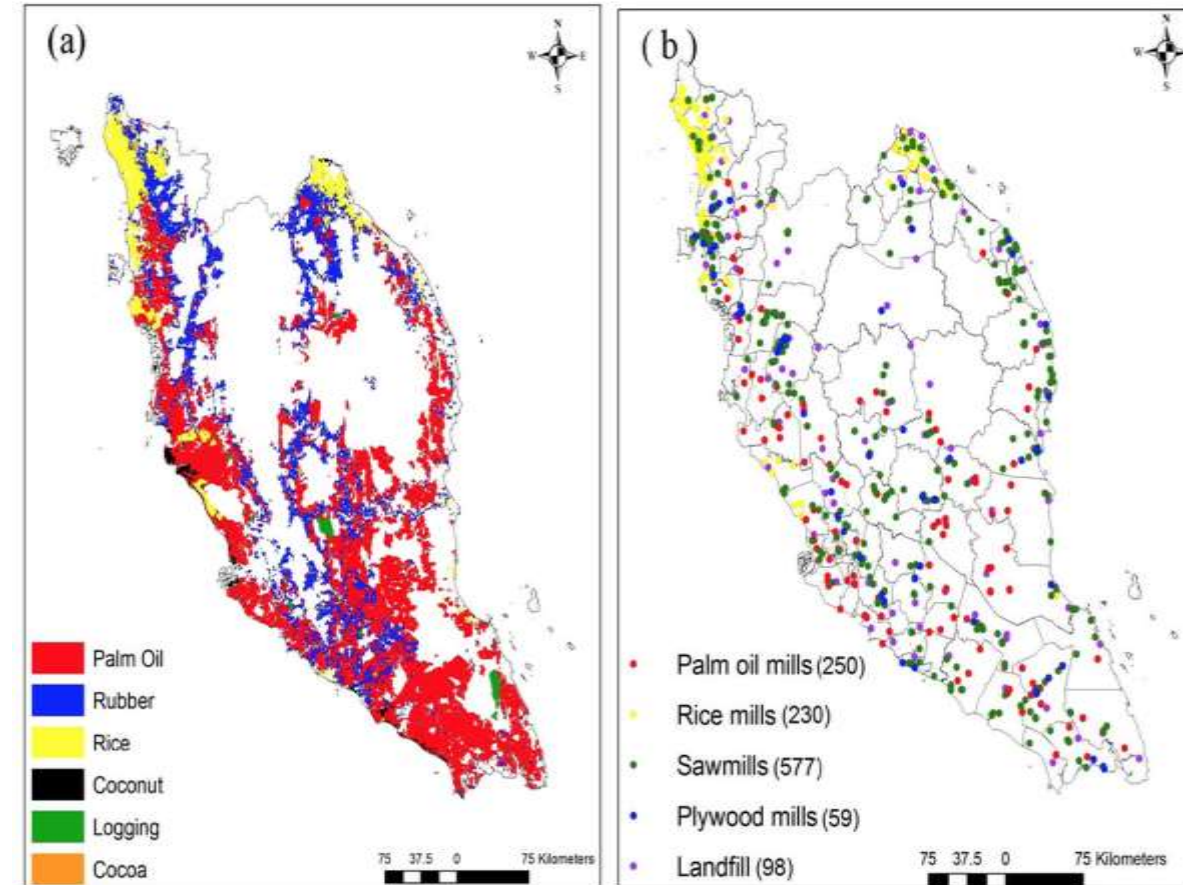 (a)
N
W E
S
Palm Oil
Rubber
Rice
Coconut
Logging
Cocoa
75 37.5 0 75 Kilometers
( b )
N
W E
S
Palm oil mills (250)
Rice mills (230)
Sawmills (577)
Plywood mills (59)
Landfill (98)
75 37.5 0 75 Kilometers